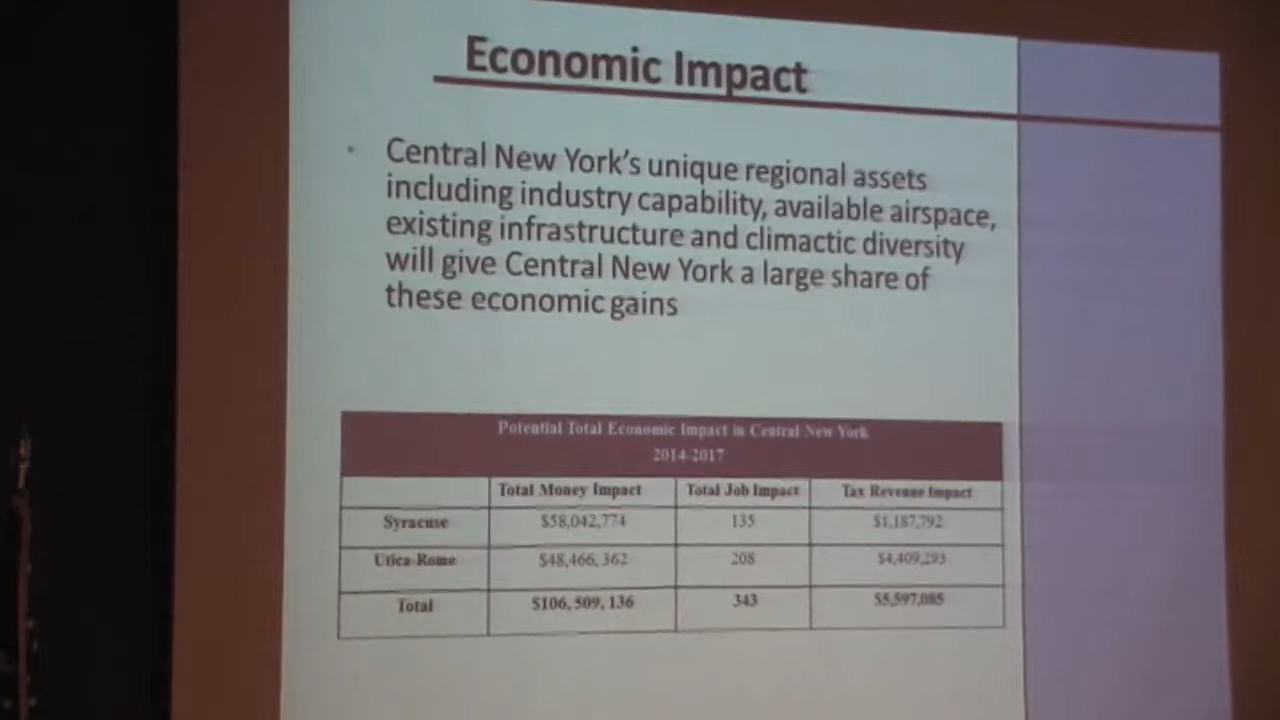 Economic Impact
• Central New York's unique regional assets
including industry capability, available airspace,
existing infrastructure and climactic diversity
will give Central New York a large share of
these economic gains
Potential Total Economic Impact in Central New York
2014-2017
Total Money Impact Total Job Impact Tax Revenue Impact
Syracuse $58,042,774 135 $1,187,792
Utica-Rome $48,466, 362 208 $4,409,293
Total $106, 509, 136 343 $5,597,085